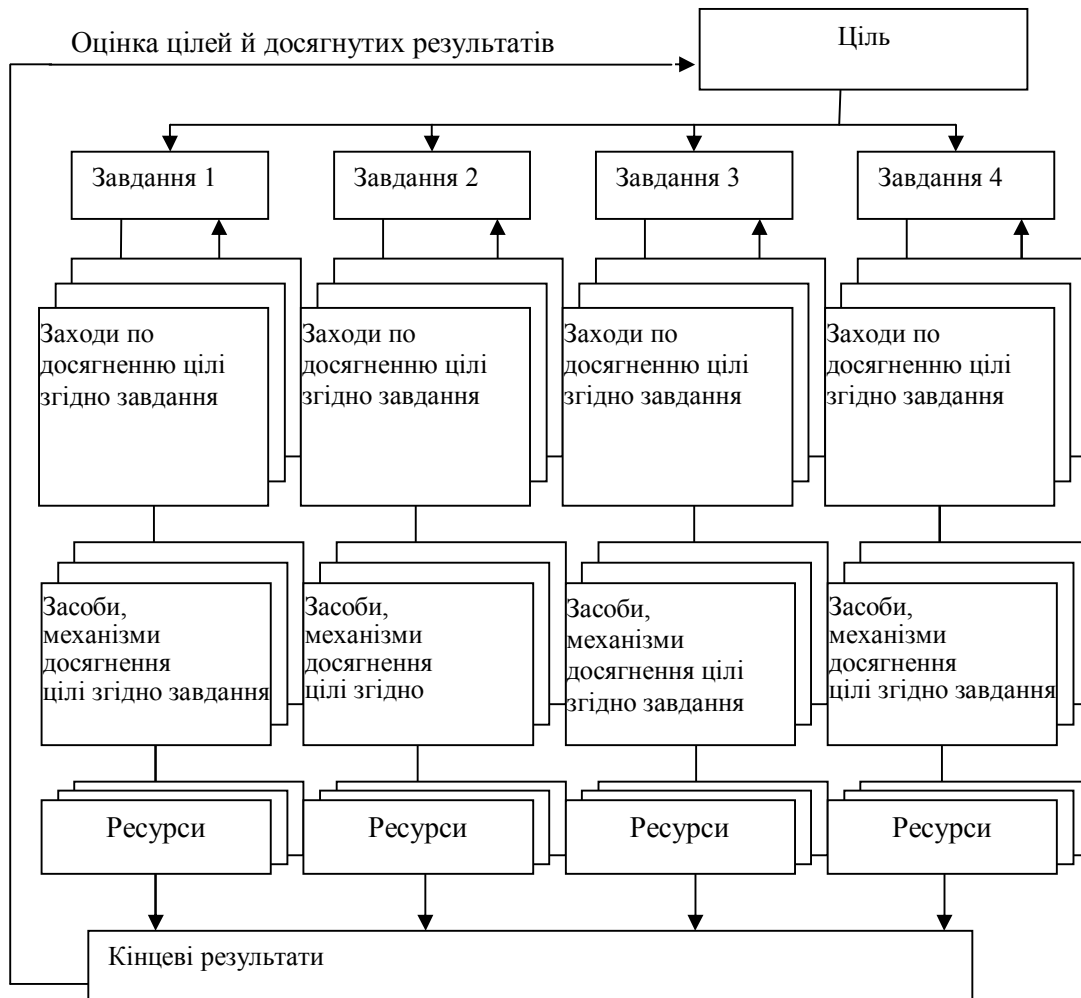 Оцінка цілей й досягнутих результатів
Ціль
Завдання 1
Завдання 2
Завдання 3
Завдання 4
Заходи по
досягненню цілі
згідно завдання
Заходи по
досягненню цілі
згідно завдання
Заходи по
досягненню цілі
згідно завдання
Заходи по
досягненню цілі
згідно завдання
Засоби,
механізми
досягнення
цілі згідно завдання
Засоби,
механізми
досягнення
цілі згідно
Засоби,
механізми
досягнення цілі
згідно завдання
Засоби,
механізми
досягнення
цілі згідно завдання
Ресурси
Ресурси
Ресурси
Ресурси
Кінцеві результати